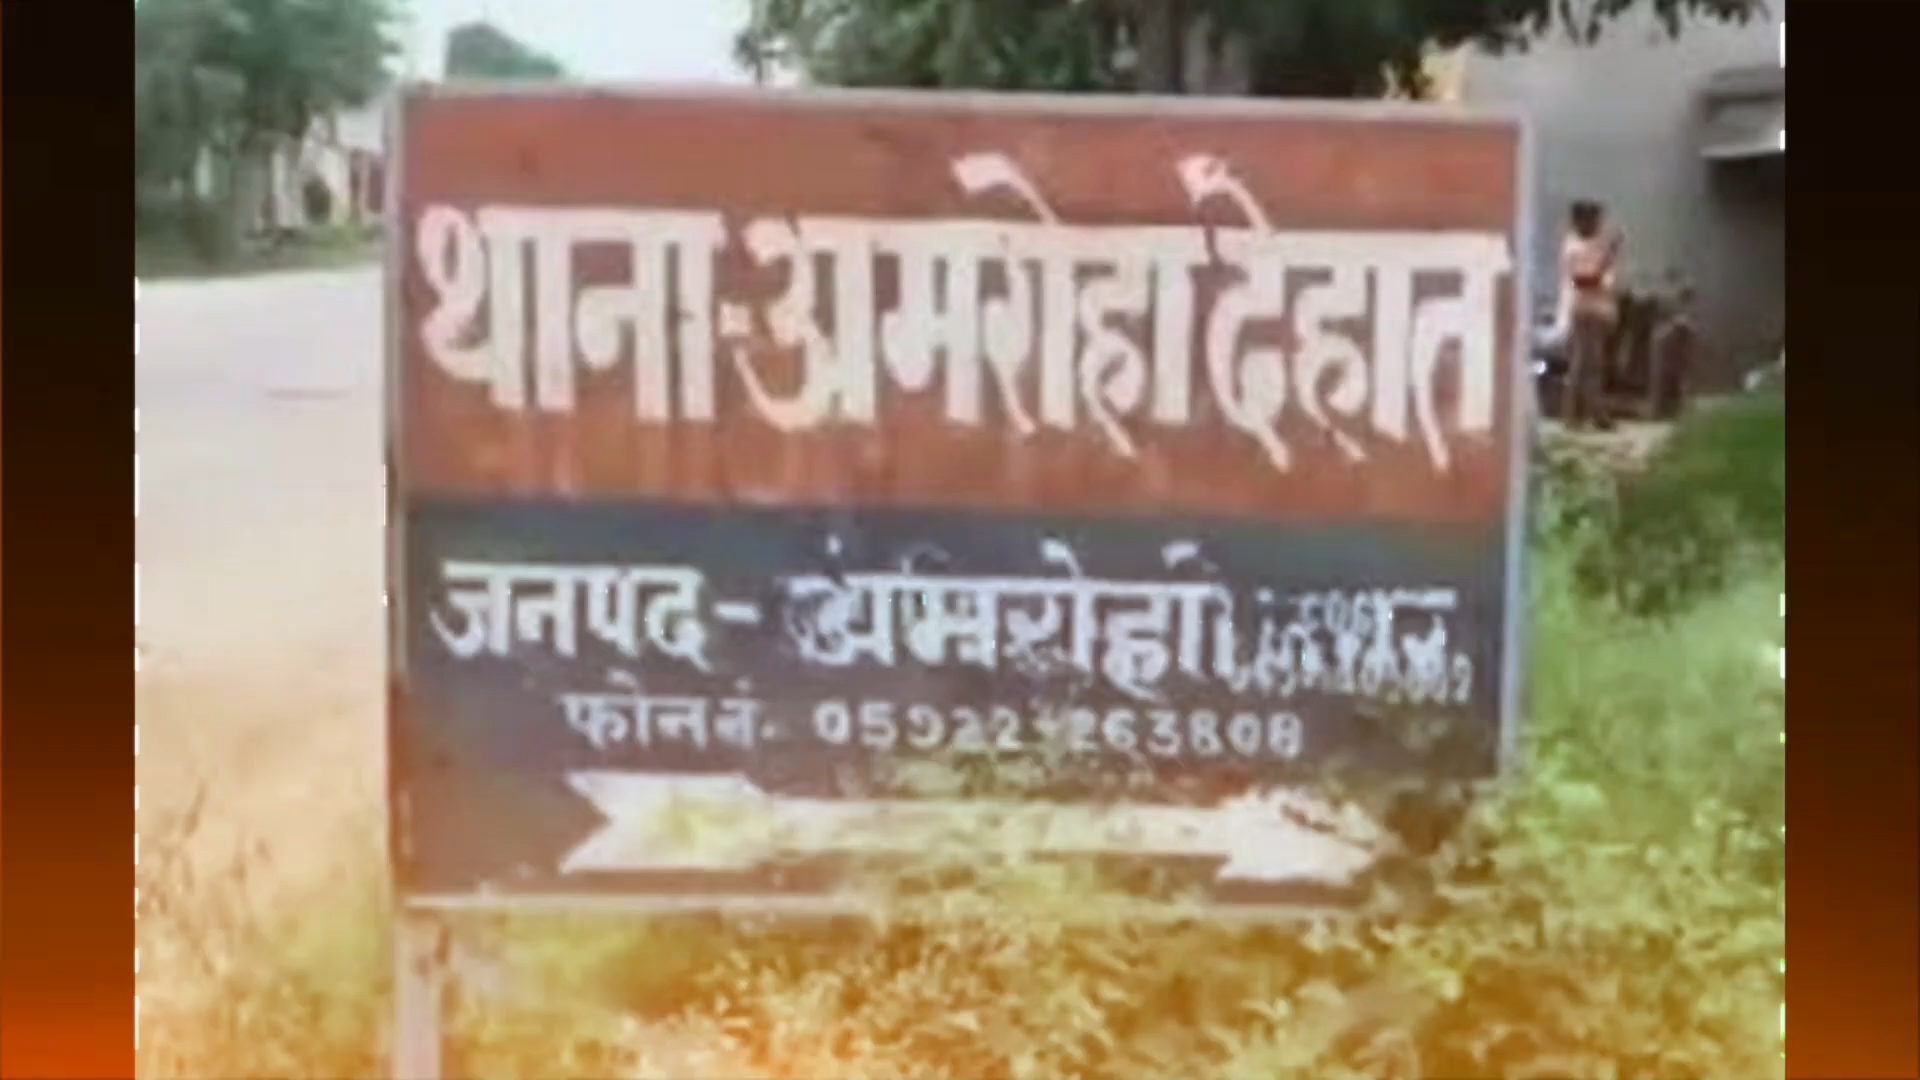 थाना-अमरोहा देहात
जनपद- अमरोहा
फोन नं. 05922-263808